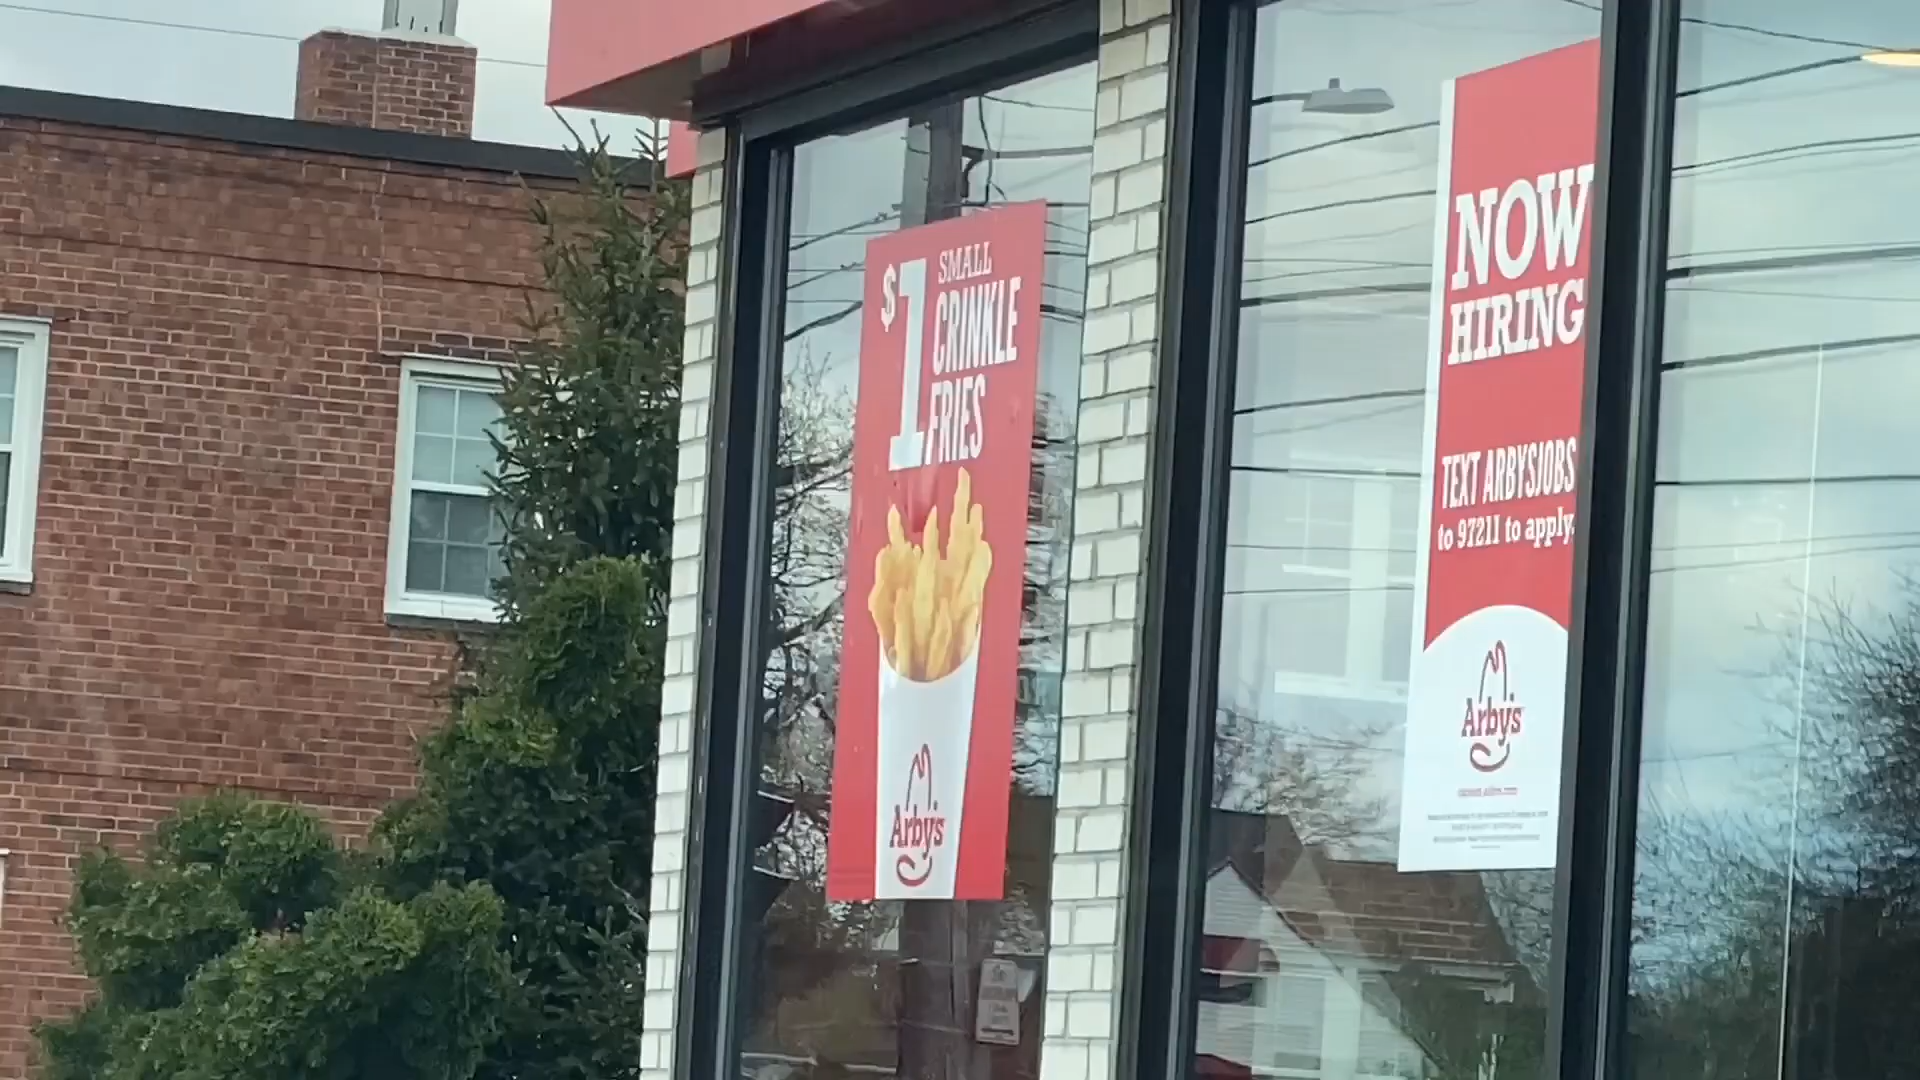 $1
SMALL
CRINKLE
FRIES
Arby's
NOW
HIRING
TEXT ARBYSJOBS
to 97211 to apply.
Arby's